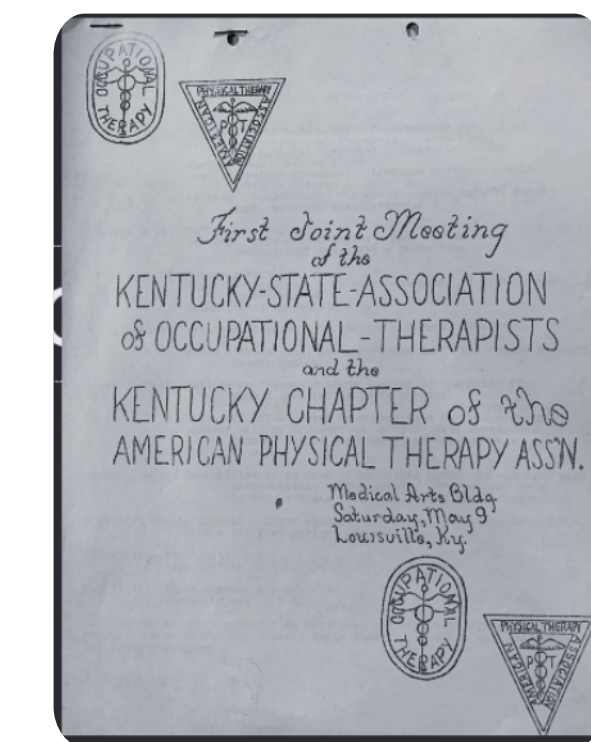 OCCUPATIONAL THERAPY
PHYSICAL THERAPY
AMERICAN ASSOCIATION
P T
First Joint Meeting
of the
KENTUCKY-STATE-ASSOCIATION
of OCCUPATIONAL-THERAPISTS
and the
KENTUCKY CHAPTER of the
AMERICAN PHYSICAL THERAPY ASS'N.
Medical Arts Bldg.
Saturday, May 9
Louisville, Ky.
OCCUPATIONAL THERAPY
PHYSICAL THERAPY
AMERICAN ASSOCIATION
P T